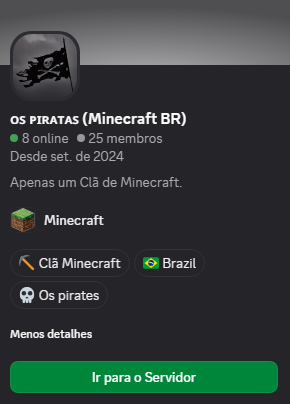 ᴏs ᴘɪʀᴀᴛᴀs (Minecraft BR)
8 online 25 membros
Desde set. de 2024
Apenas um Clã de Minecraft.
Minecraft
Clã Minecraft
Brazil
Os pirates
Menos detalhes
Ir para o Servidor